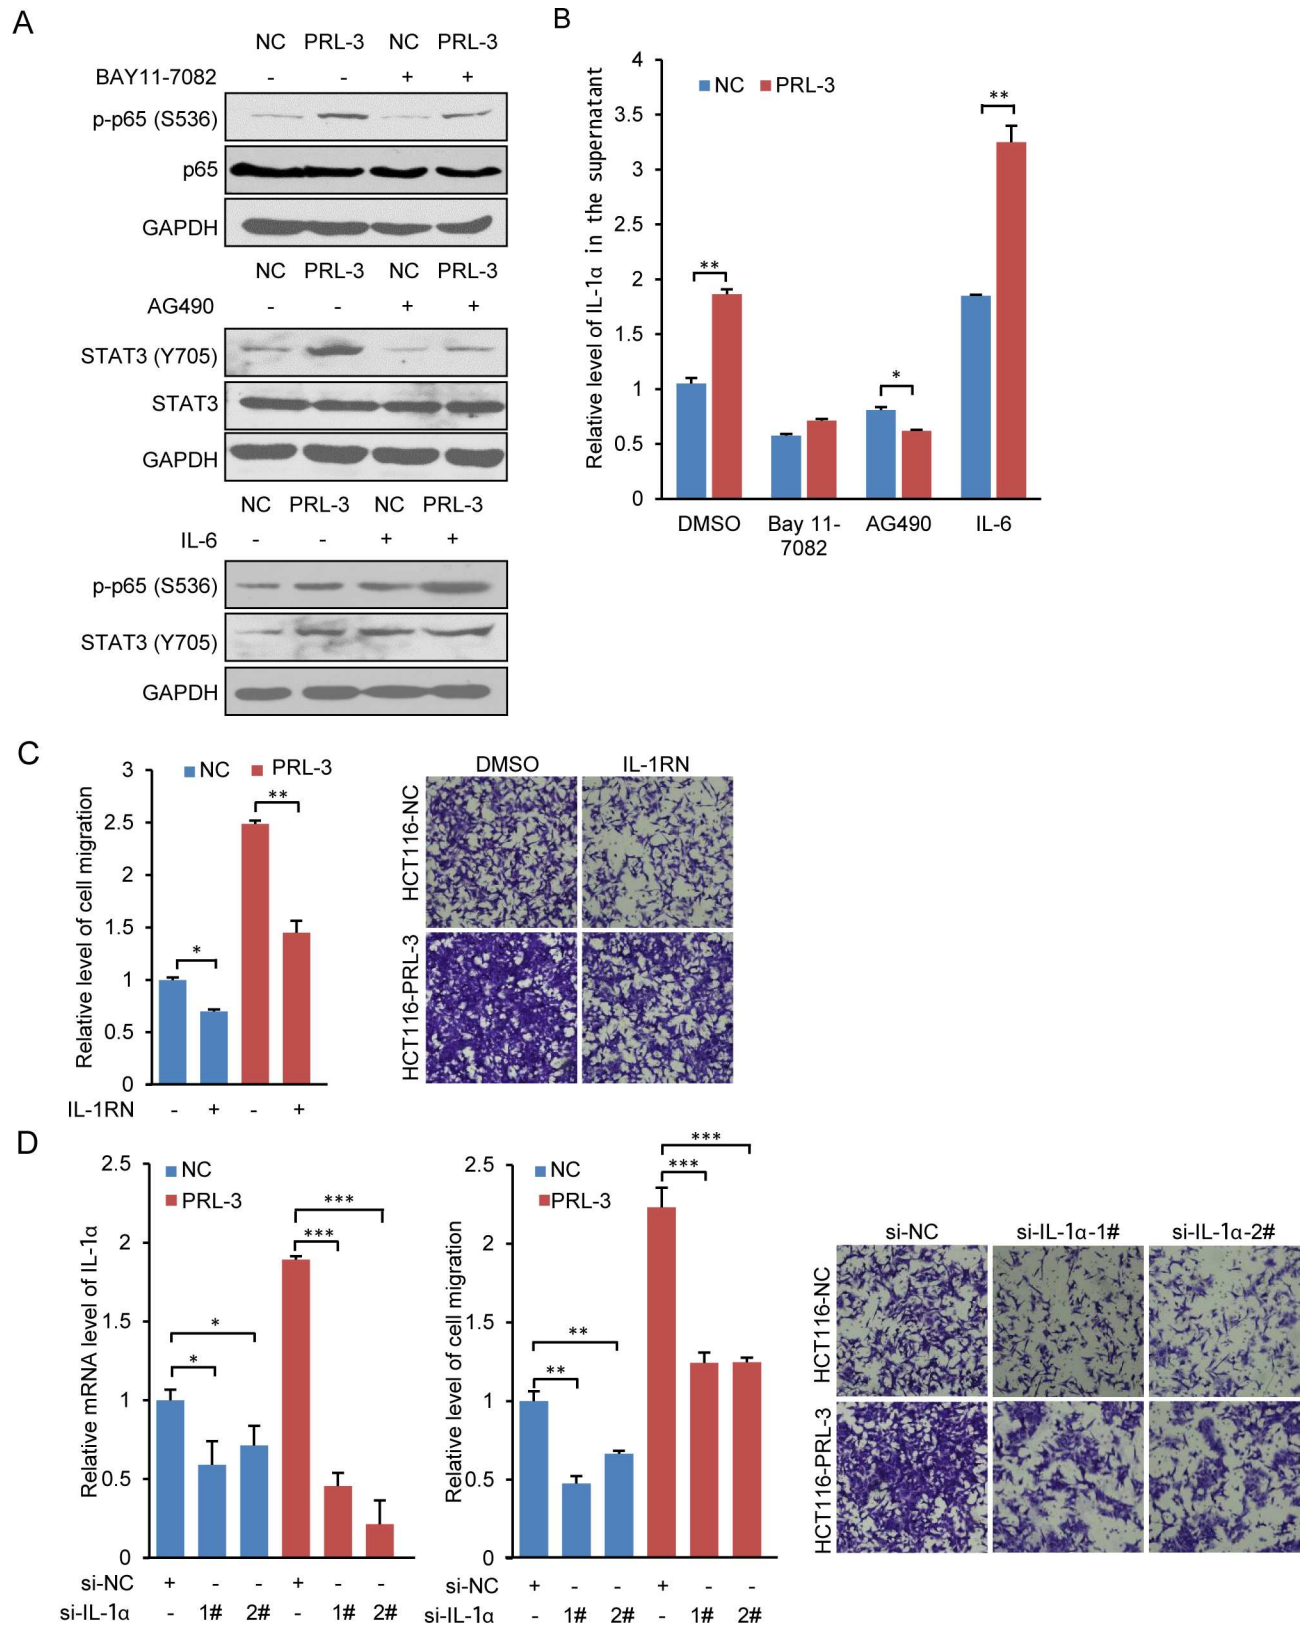 A
NC PRL-3 NC PRL-3
BAY11-7082 - - + +
p-p65 (S536)
p65
GAPDH
NC PRL-3 NC PRL-3
AG490 - - + +
STAT3 (Y705)
STAT3
GAPDH
NC PRL-3 NC PRL-3
IL-6 - - + +
p-p65 (S536)
STAT3 (Y705)
GAPDH
B
Relative level of IL-1α in the supernatant
4
3.5
3
2.5
2
1.5
1
0.5
0
NC PRL-3
**
*
**
DMSO Bay 11-7082 AG490 IL-6
C
Relative level of cell migration
3
2.5
2
1.5
1
0.5
0
NC PRL-3
*
**
IL-1RN - + - +
DMSO IL-1RN
HCT116-NC
HCT116-PRL-3
D
Relative mRNA level of IL-1α
2.5
2
1.5
1
0.5
0
NC
PRL-3
*
*
***
***
si-NC + - - + - -
si-IL-1α - 1# 2# - 1# 2#
Relative level of cell migration
2.5
2
1.5
1
0.5
0
NC
PRL-3
**
**
***
***
si-NC + - - + - -
si-IL-1α - 1# 2# - 1# 2#
si-NC si-IL-1α-1# si-IL-1α-2#
HCT116-NC
HCT116-PRL-3